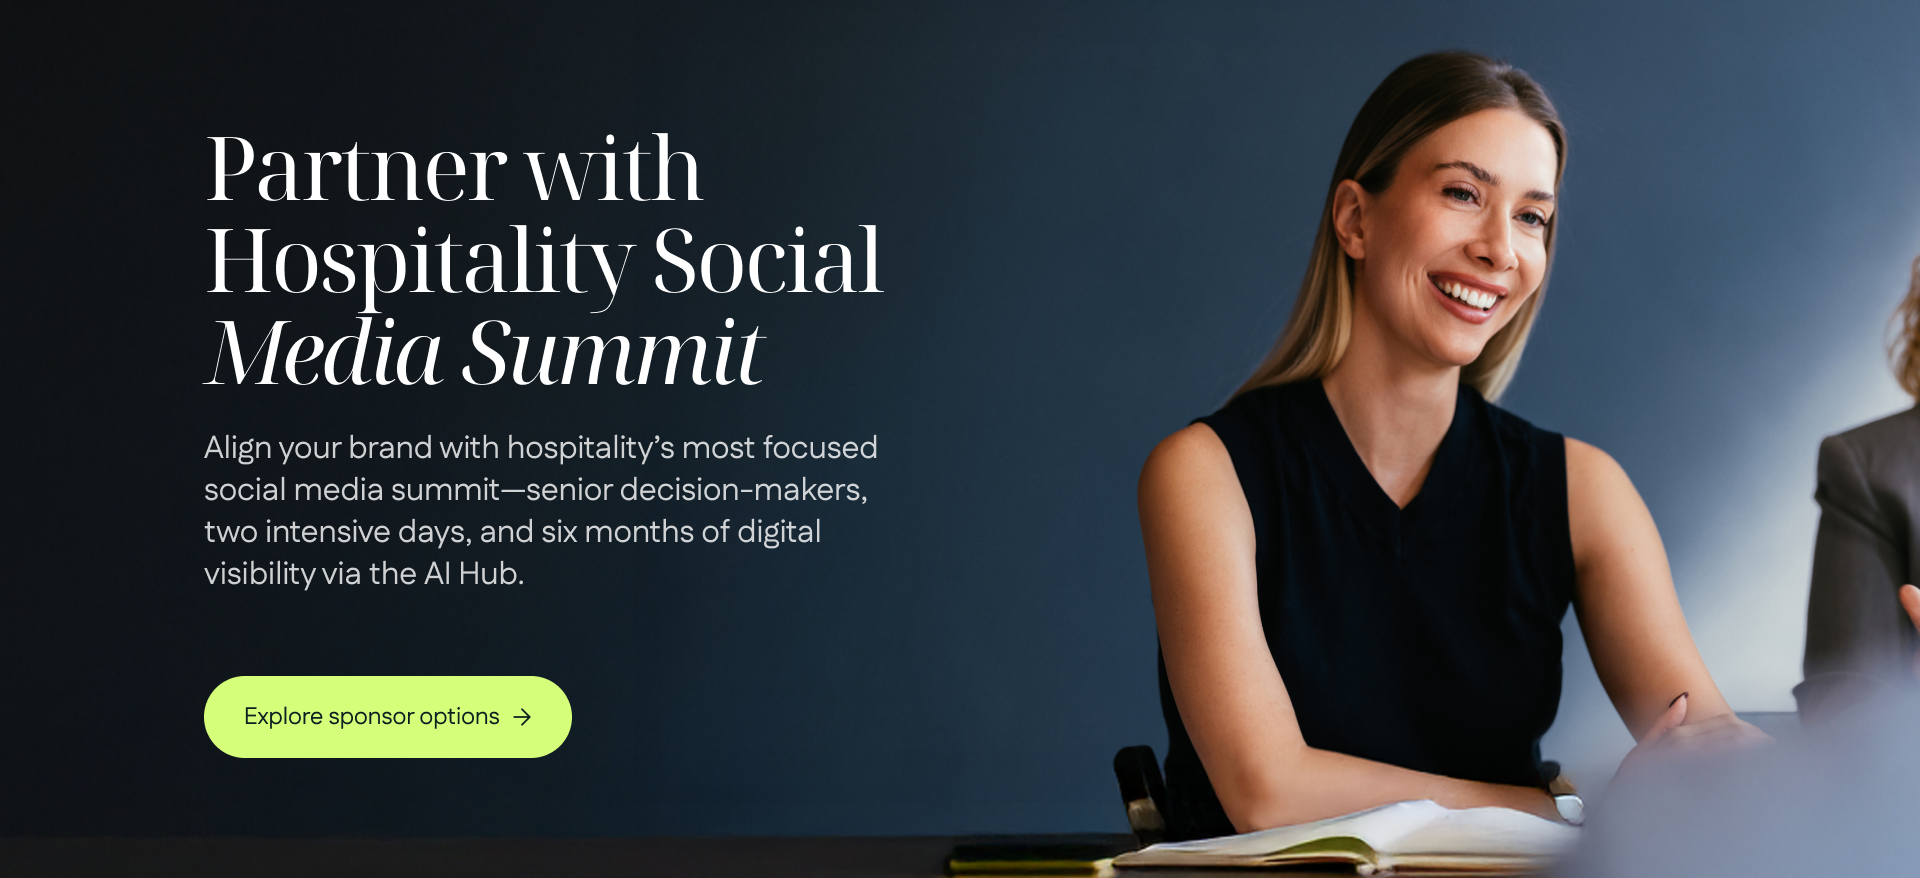 Partner with
Hospitality Social
Media Summit
Align your brand with hospitality’s most focused
social media summit—senior decision-makers,
two intensive days, and six months of digital
visibility via the AI Hub.
Explore sponsor options →